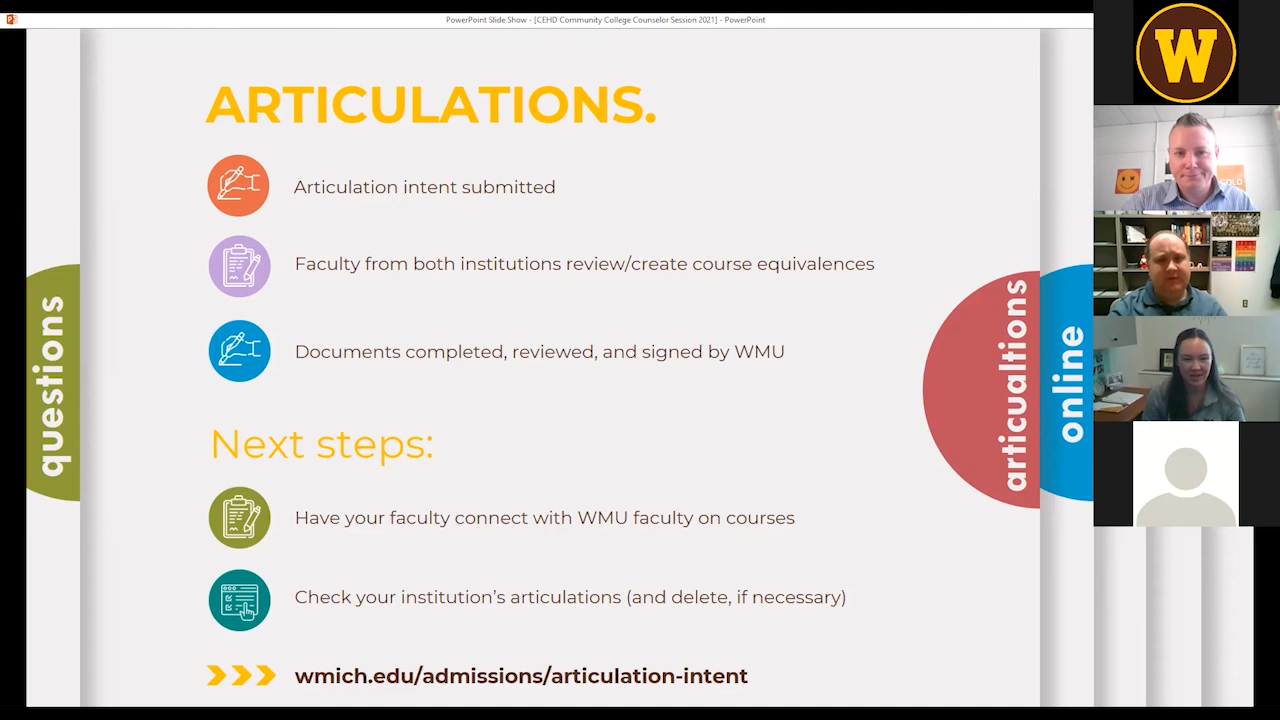 PowerPoint Slide Show - [CEHD Community College Counselor Session 2021] - PowerPoint
W
ARTICULATIONS.
Articulation intent submitted
Faculty from both institutions review/create course equivalences
Documents completed, reviewed, and signed by WMU
Next steps:
Have your faculty connect with WMU faculty on courses
Check your institution's articulations (and delete, if necessary)
wmich.edu/admissions/articulation-intent
questions
articualtions
online